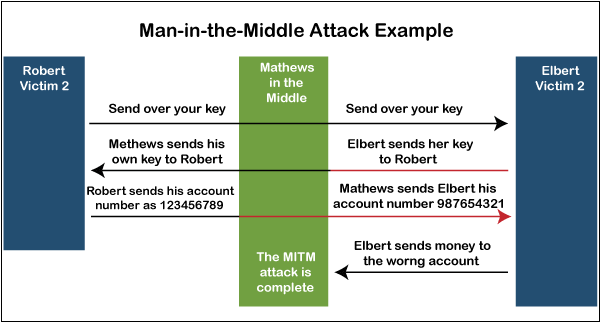 Man-in-the-Middle Attack Example
Robert
Victim 2
Mathews
in the
Middle
Elbert
Victim 2
Send over your key
Send over your key
Methews sends his
own key to Robert
Elbert sends her key
to Robert
Robert sends his account
number as 123456789
Mathews sends Elbert his
account number 987654321
The MITM
attack is
complete
Elbert sends money to
the worng account